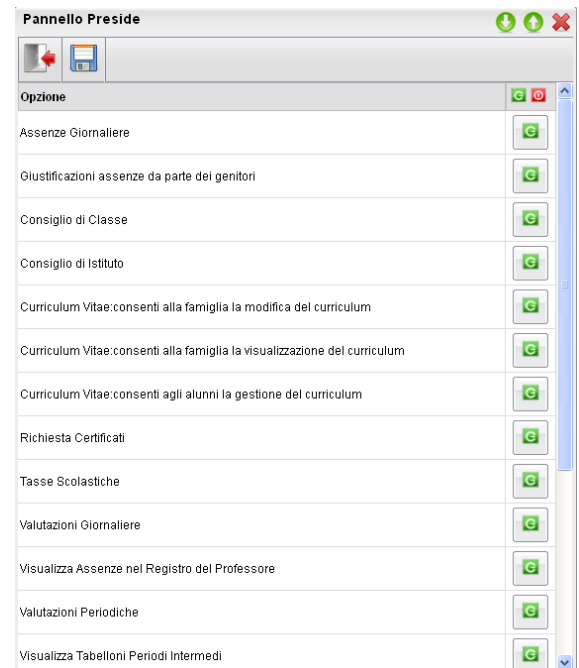 Pannello Preside
Opzione
Assenze Giornaliere
Giustificazioni assenze da parte dei genitori
Consiglio di Classe
Consiglio di Istituto
Curriculum Vitae:consenti alla famiglia la modifica del curriculum
Curriculum Vitae:consenti alla famiglia la visualizzazione del curriculum
Curriculum Vitae:consenti agli alunni la gestione del curriculum
Richiesta Certificati
Tasse Scolastiche
Valutazioni Giornaliere
Visualizza Assenze nel Registro del Professore
Valutazioni Periodiche
Visualizza Tabelloni Periodi Intermedi